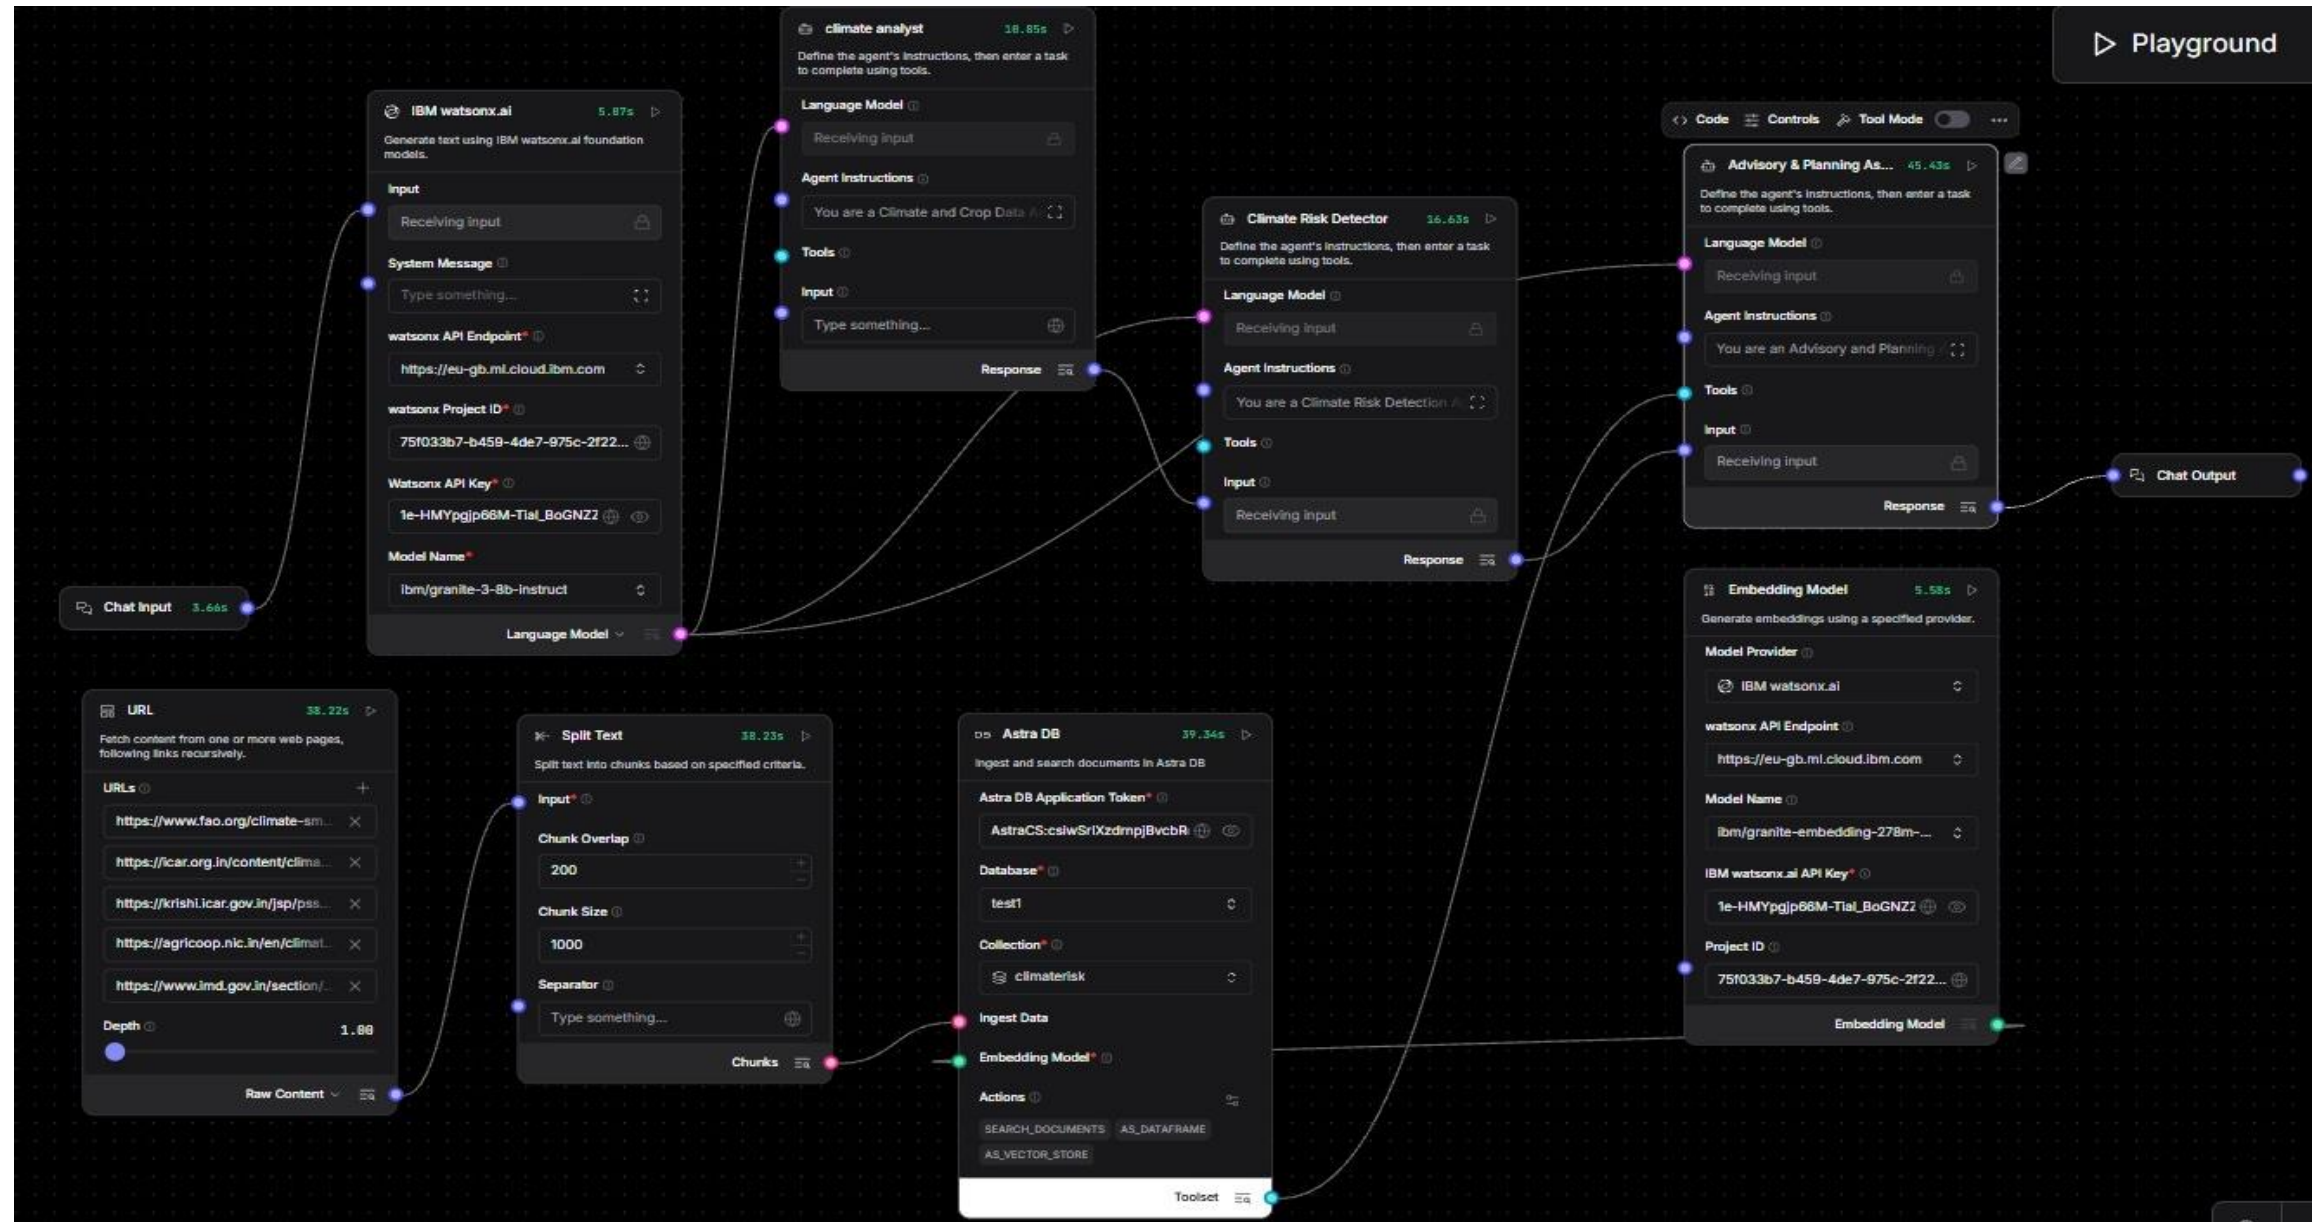 Playground
climate analyst 10.85s
Define the agent's instructions, then enter a task
to complete using tools.
Language Model
Receiving input
Agent Instructions
You are a Climate and Crop Data
Tools
Input
Type something...
Response
IBM watsonx.ai 5.87s
Generate text using IBM watsonx.ai foundation
models.
Input
Receiving input
System Message
Type something...
watsonx API Endpoint*
https://eu-gb.ml.cloud.ibm.com
watsonx Project ID*
75f033b7-b459-4de7-975c-2f22...
Watsonx API Key*
Model Name*
ibm/granite-3-8b-instruct
Language Model
Chat Input 3.66s
Climate Risk Detector 16.63s
Define the agent's instructions, then enter a task
to complete using tools.
Language Model
Receiving input
Agent Instructions
You are a Climate Risk Detection
Tools
Input
Receiving input
Response
Code Controls Tool Mode ...
Advisory & Planning As... 45.43s
Define the agent's instructions, then enter a task
to complete using tools.
Language Model
Receiving input
Agent Instructions
You are an Advisory and Planning
Tools
Input
Receiving input
Response
Chat Output
URL 38.22s
Fetch content from one or more web pages,
following links recursively.
URLs
https://www.fao.org/climate-sm...
https://icar.org.in/content/clima...
https://krishi.icar.gov.in/jsp/pss...
https://agricoop.nic.in/en/climat...
https://www.imd.gov.in/section/...
Depth 1.00
Raw Content
Split Text 38.23s
Split text into chunks based on specified criteria.
Input*
Chunk Overlap
200
Chunk Size
1000
Separator
Type something...
Chunks
DS Astra DB 39.34s
Ingest and search documents in Astra DB
Astra DB Application Token*
Database*
test1
Collection*
climaterisk
Ingest Data
Embedding Model*
Actions
SEARCH_DOCUMENTS AS_DATAFRAME
AS_VECTOR_STORE
Toolset
Embedding Model 5.58s
Generate embeddings using a specified provider.
Model Provider
IBM watsonx.ai
watsonx API Endpoint
https://eu-gb.ml.cloud.ibm.com
Model Name
ibm/granite-embedding-278m-...
IBM watsonx.ai API Key*
Project ID
75f033b7-b459-4de7-975c-2f22...
Embedding Model